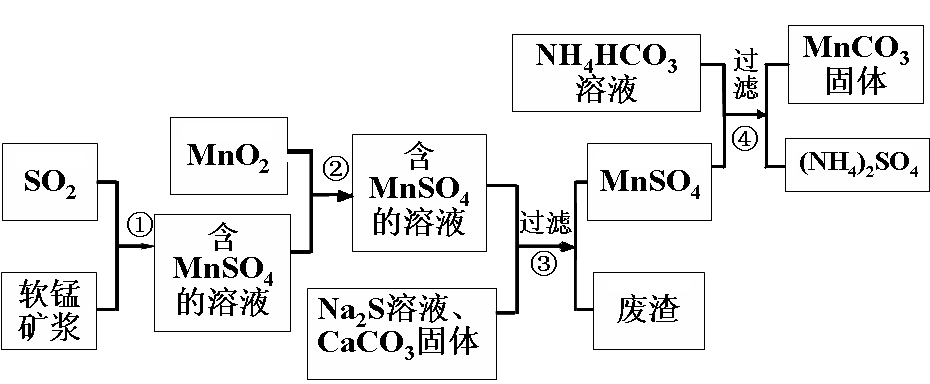 SO₂
软锰
矿浆
①
含
MnSO₄
的溶液
MnO₂
②
含
MnSO₄
的溶液
Na₂S溶液、
CaCO₃固体
过滤
③
MnSO₄
废渣
NH₄HCO₃
溶液
过
滤
④
MnCO₃
固体
(NH₄)₂SO₄